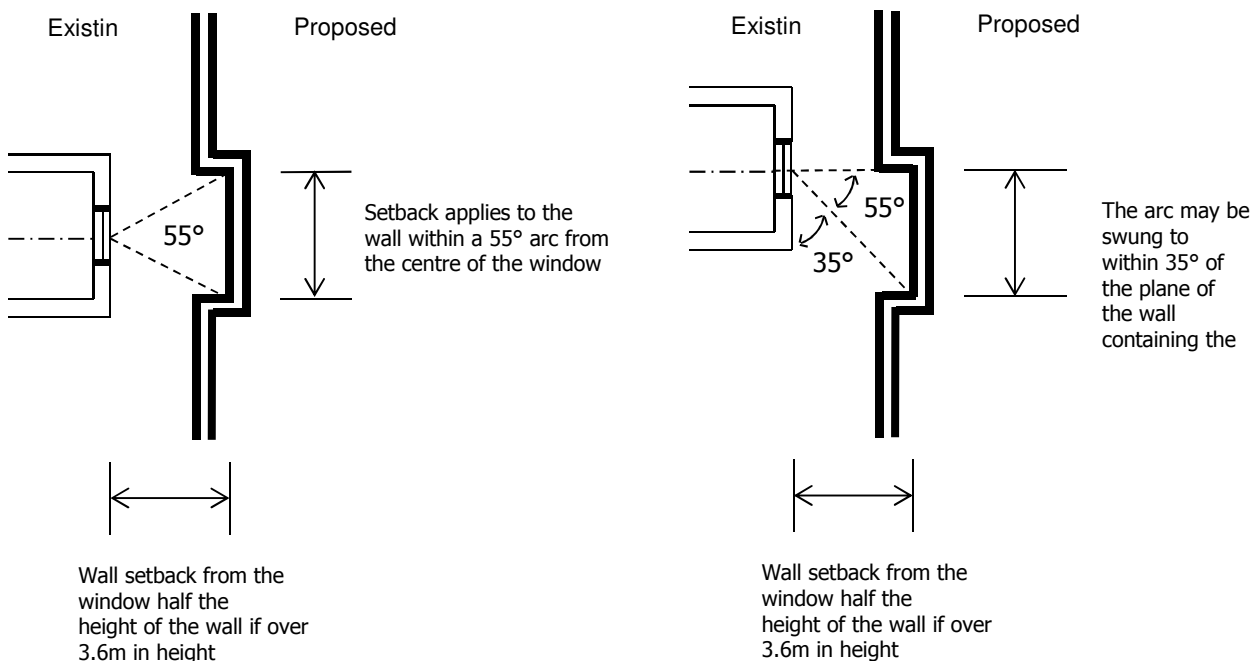 Existin
Proposed
55°
Setback applies to the
wall within a 55° arc from
the centre of the window
Wall setback from the
window half the
height of the wall if over
3.6m in height
Existin
Proposed
55°
35°
The arc may be
swung to
within 35° of
the plane of
the wall
containing the
Wall setback from the
window half the
height of the wall if over
3.6m in height